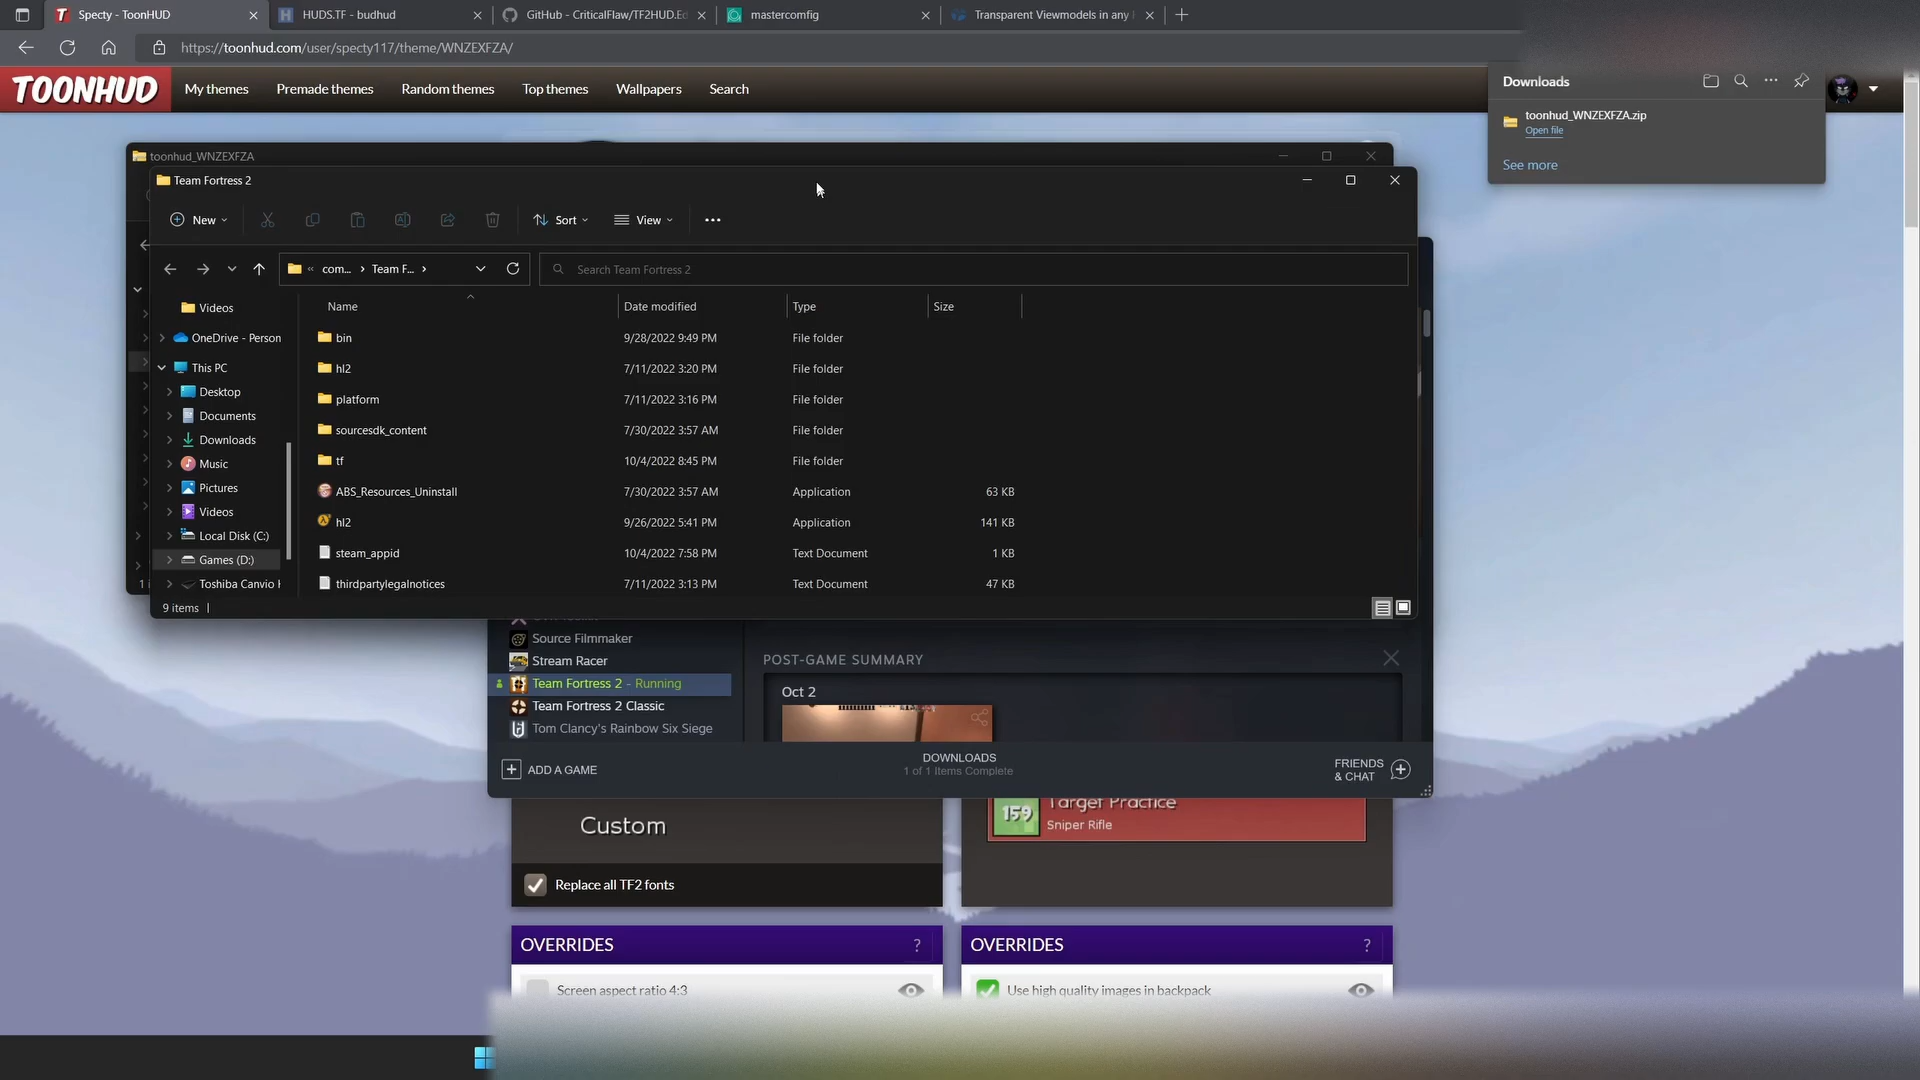 Specty - ToonHUD
HUDS.TF - budhud
GitHub - CriticalFlaw/TF2HUD.Ed
mastercomfig
Transparent Viewmodels in any
https://toonhud.com/user/specty117/theme/WNZEXFZA/
TOONHUD
My themes
Premade themes
Random themes
Top themes
Wallpapers
Search
Downloads
toonhud_WNZEXFZA.zip
Open file
See more
toonhud_WNZEXFZA
Team Fortress 2
New
Sort
View
com...
Team F...
Search Team Fortress 2
Name
Date modified
Type
Size
Videos
OneDrive - Person
This PC
Desktop
Documents
Downloads
Music
Pictures
Videos
Local Disk (C:)
Games (D:)
Toshiba Canvio
bin 9/28/2022 9:49 PM File folder
hl2 7/11/2022 3:20 PM File folder
platform 7/11/2022 3:16 PM File folder
sourcesdk_content 7/30/2022 3:57 AM File folder
tf 10/4/2022 8:45 PM File folder
ABS_Resources_Uninstall 7/30/2022 3:57 AM Application 63 KB
hl2 9/26/2022 5:41 PM Application 141 KB
steam_appid 10/4/2022 7:58 PM Text Document 1 KB
thirdpartylegalnotices 7/11/2022 3:13 PM Text Document 47 KB
9 items
Source Filmmaker
Stream Racer
Team Fortress 2 - Running
Team Fortress 2 Classic
Tom Clancy's Rainbow Six Siege
POST-GAME SUMMARY
Oct 2
ADD A GAME
DOWNLOADS
1 of 1 Items Complete
FRIENDS
& CHAT
Custom
Replace all TF2 fonts
159
Target Practice
Sniper Rifle
OVERRIDES ?
Screen aspect ratio 4:3
OVERRIDES ?
Use high quality images in backpack